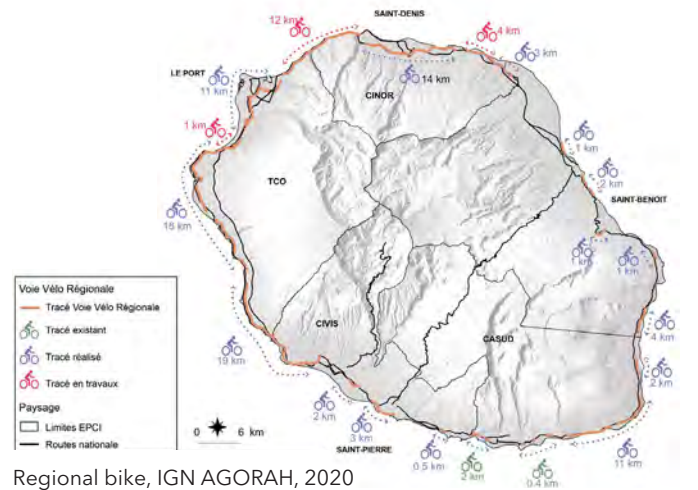 12 km
SAINT-DENIS
4 km
3 km
LE PORT
11 km
14 km
CINOR
1 km
1 km
TCO
2 km
SAINT-BENOIT
16 km
1 km
1 km
Voie Vélo Régionale
Tracé Voie Vélo Régionale
Tracé existant
Tracé réalisé
Tracé en travaux
Paysage
Limites EPCI
Routes nationale
CIVIS
CASUD
4 km
19 km
2 km
2 km
0 6 km
3 km
SAINT-PIERRE
0.5 km
2 km
0.4 km
11 km
Regional bike, IGN AGORAH, 2020